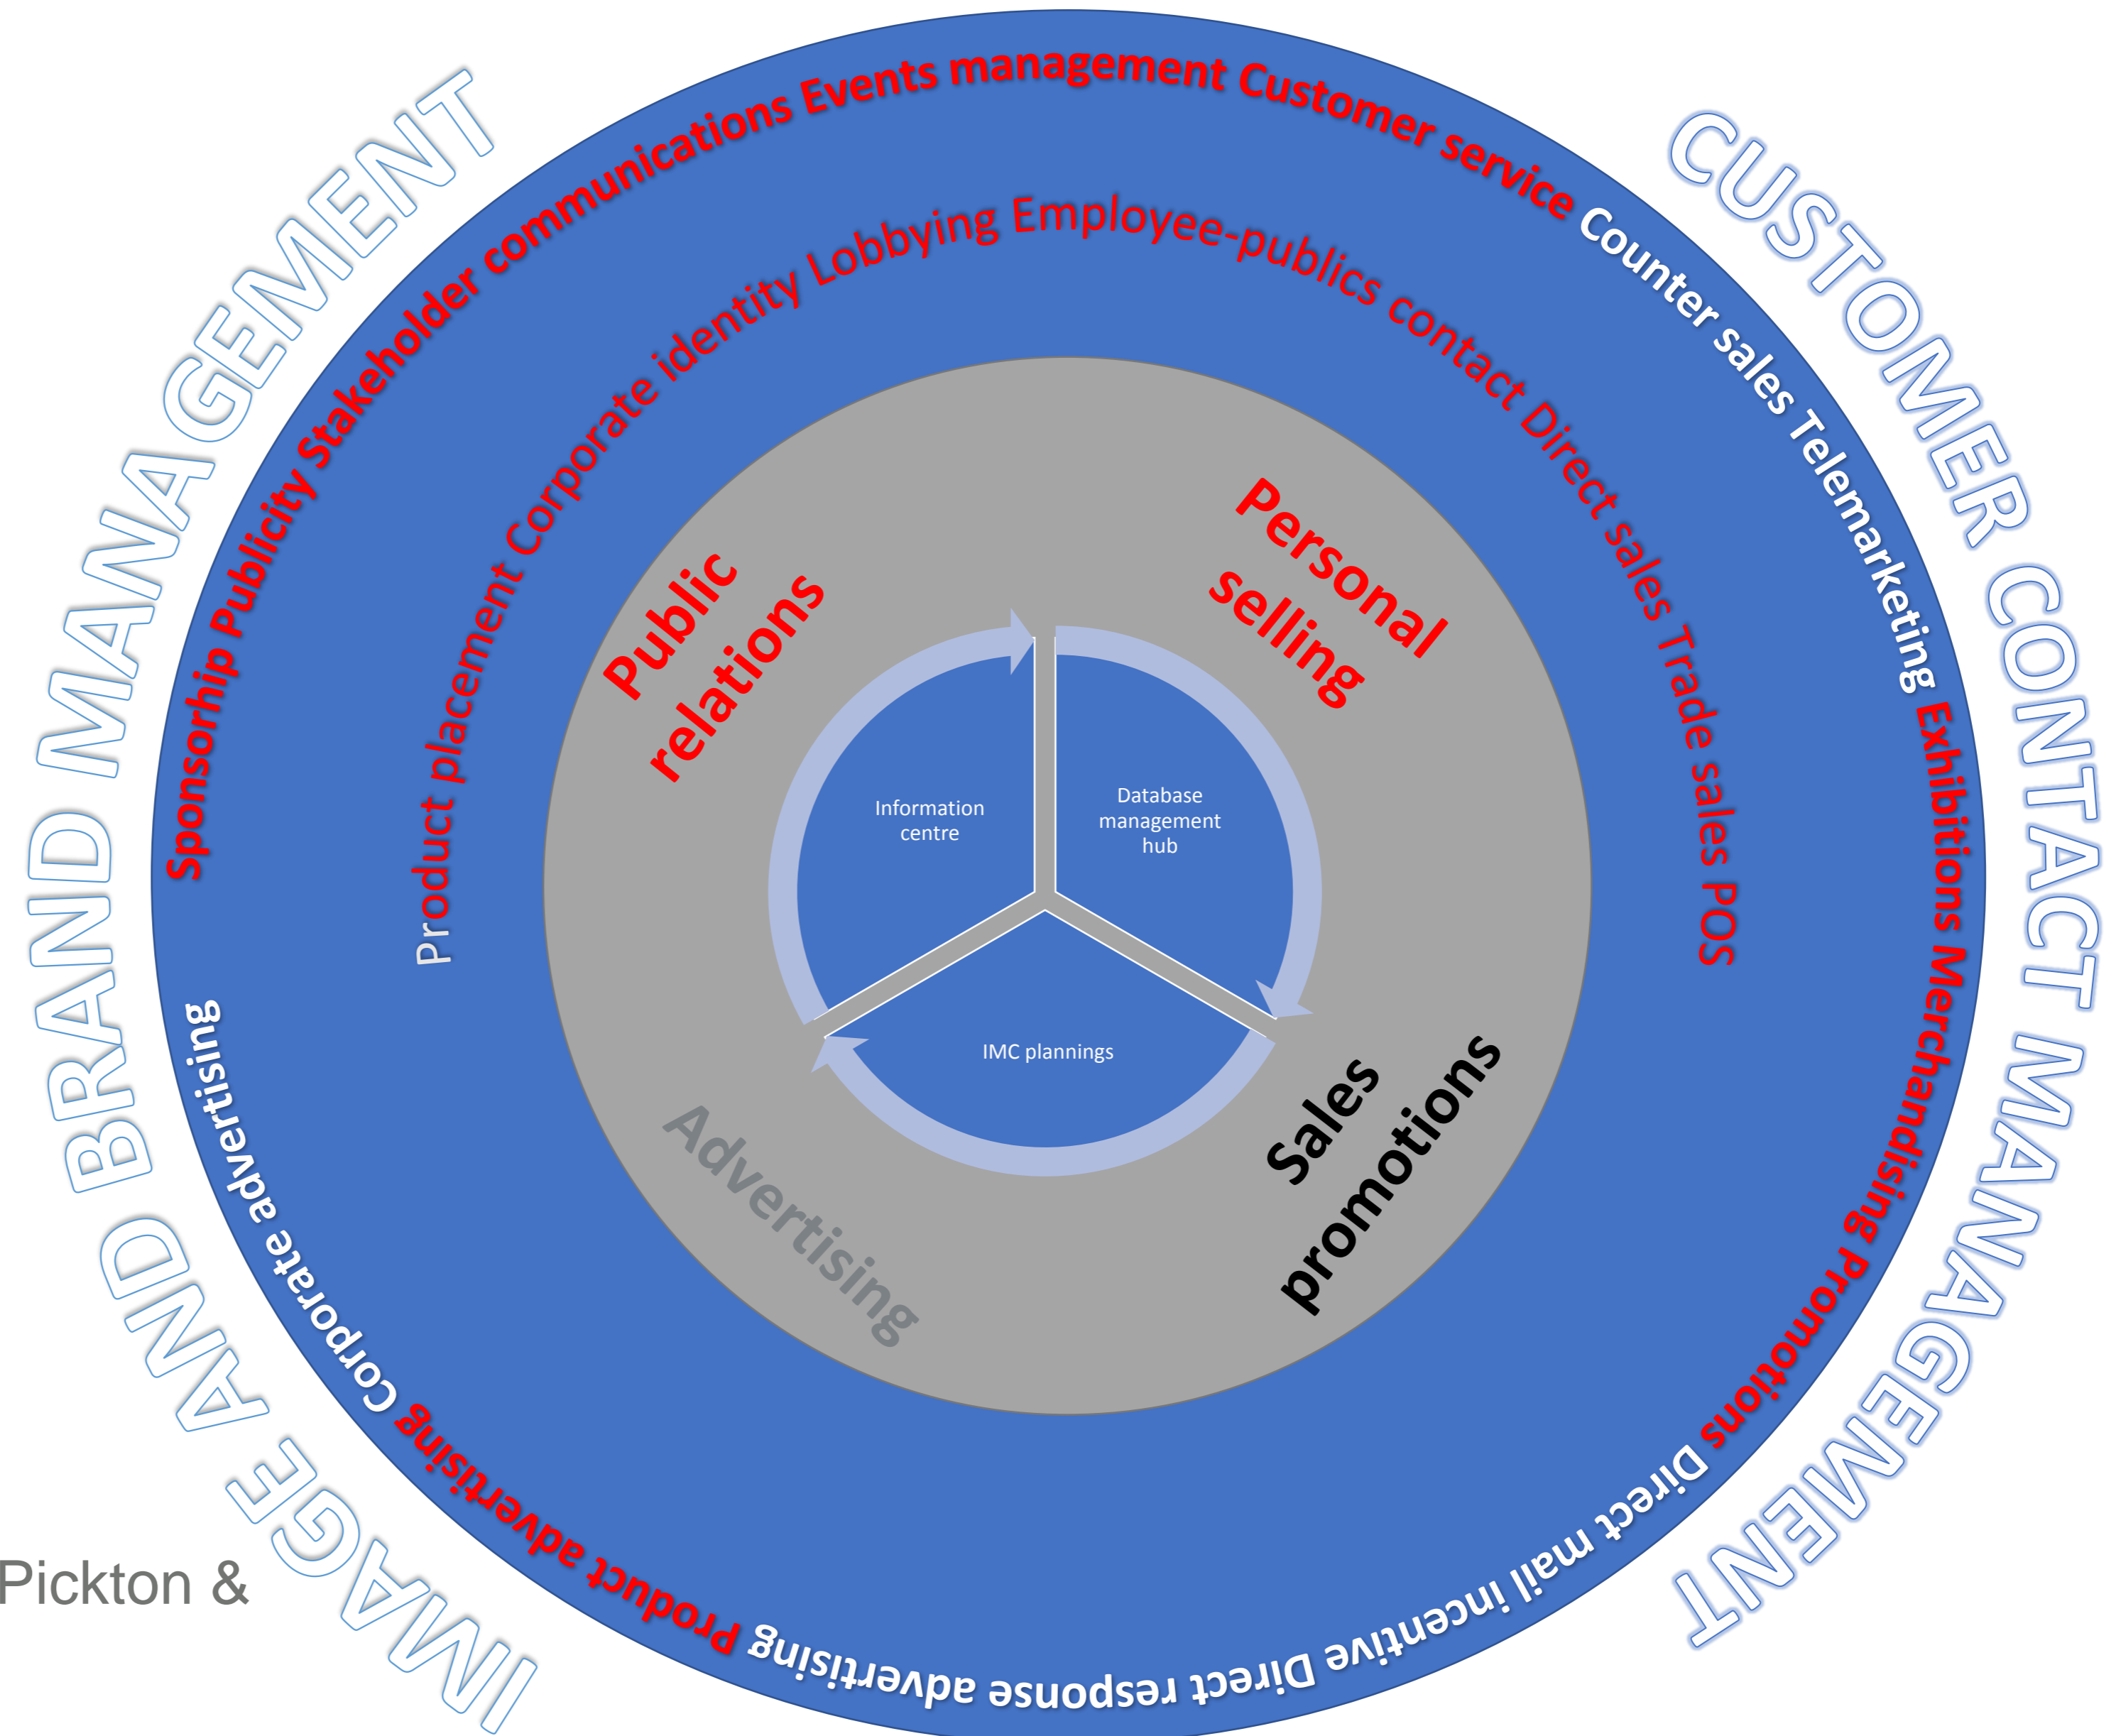 IMAGE AND BRAND MANAGEMENT
CUSTOMER CONTACT MANAGEMENT
Sponsorhip Publicity Stakeholder communications Events management Customer service Counter sales Telemarketing Exhibitions Merchandising Promotions Direct mail incentive Direct response advertising Product advertising Corporate advertising
Product placement Corporate identity Lobbying Employee-publics contact Direct sales Trade sales POS
Public
relations
Personal
selling
Information
centre
Database
management
hub
IMC plannings
Advertising
Sales
promotions
Pickton &